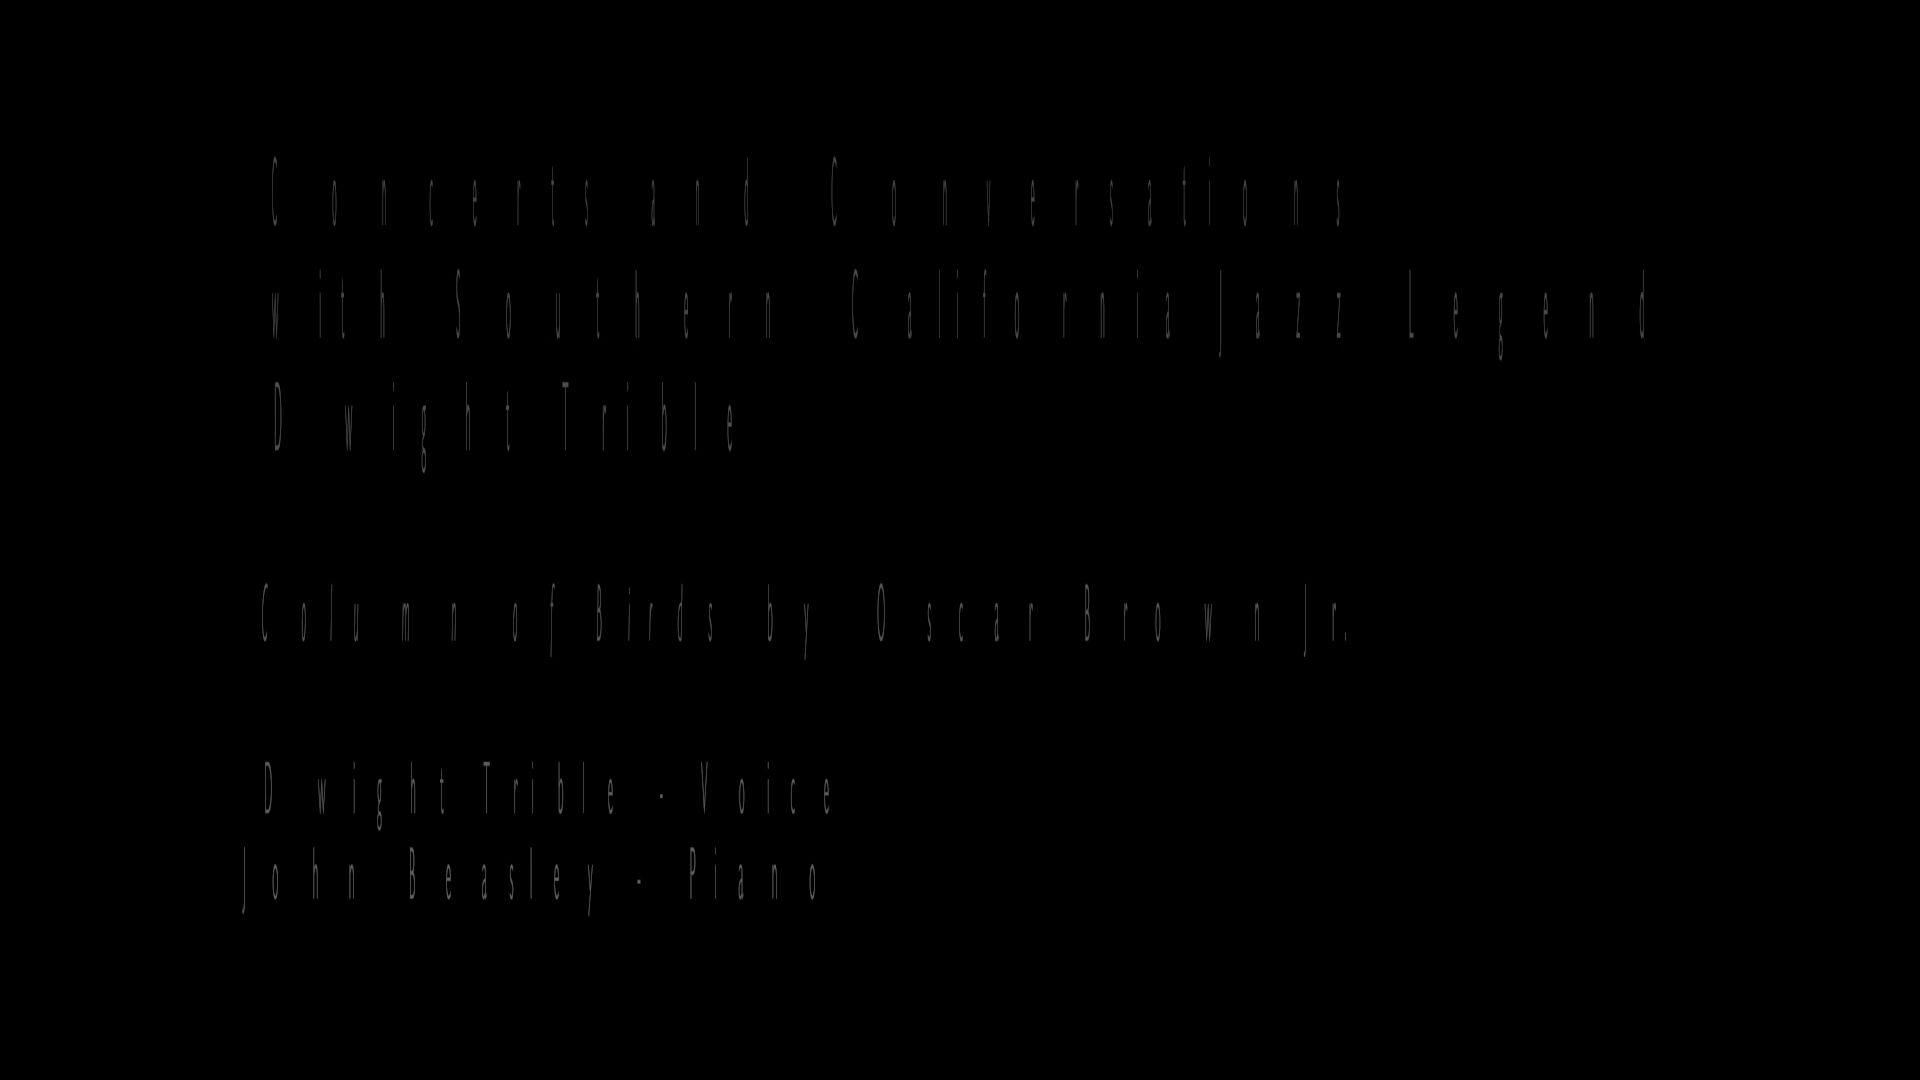 Concerts and Conversations
with Southern California Jazz Legend
Dwight Trible
Column of Birds by Oscar Brown Jr.
Dwight Trible - Voice
John Beasley - Piano